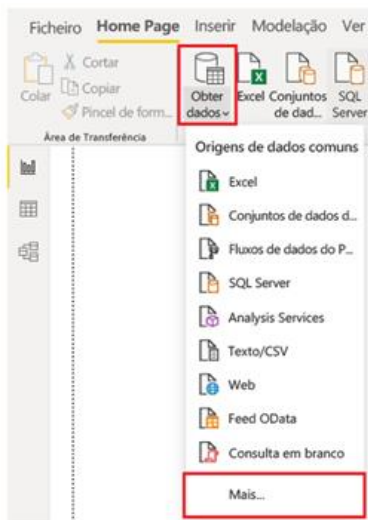 Ficheiro Home Page Inserir Modelação Ver
Colar
Cortar
Copiar
Pincel de form...
Obter dados
Excel
Conjuntos de dad...
SQL Server
Área de Transferência
Origens de dados comuns
Excel
Conjuntos de dados d...
Fluxos de dados do P...
SQL Server
Analysis Services
Texto/CSV
Web
Feed OData
Consulta em branco
Mais...